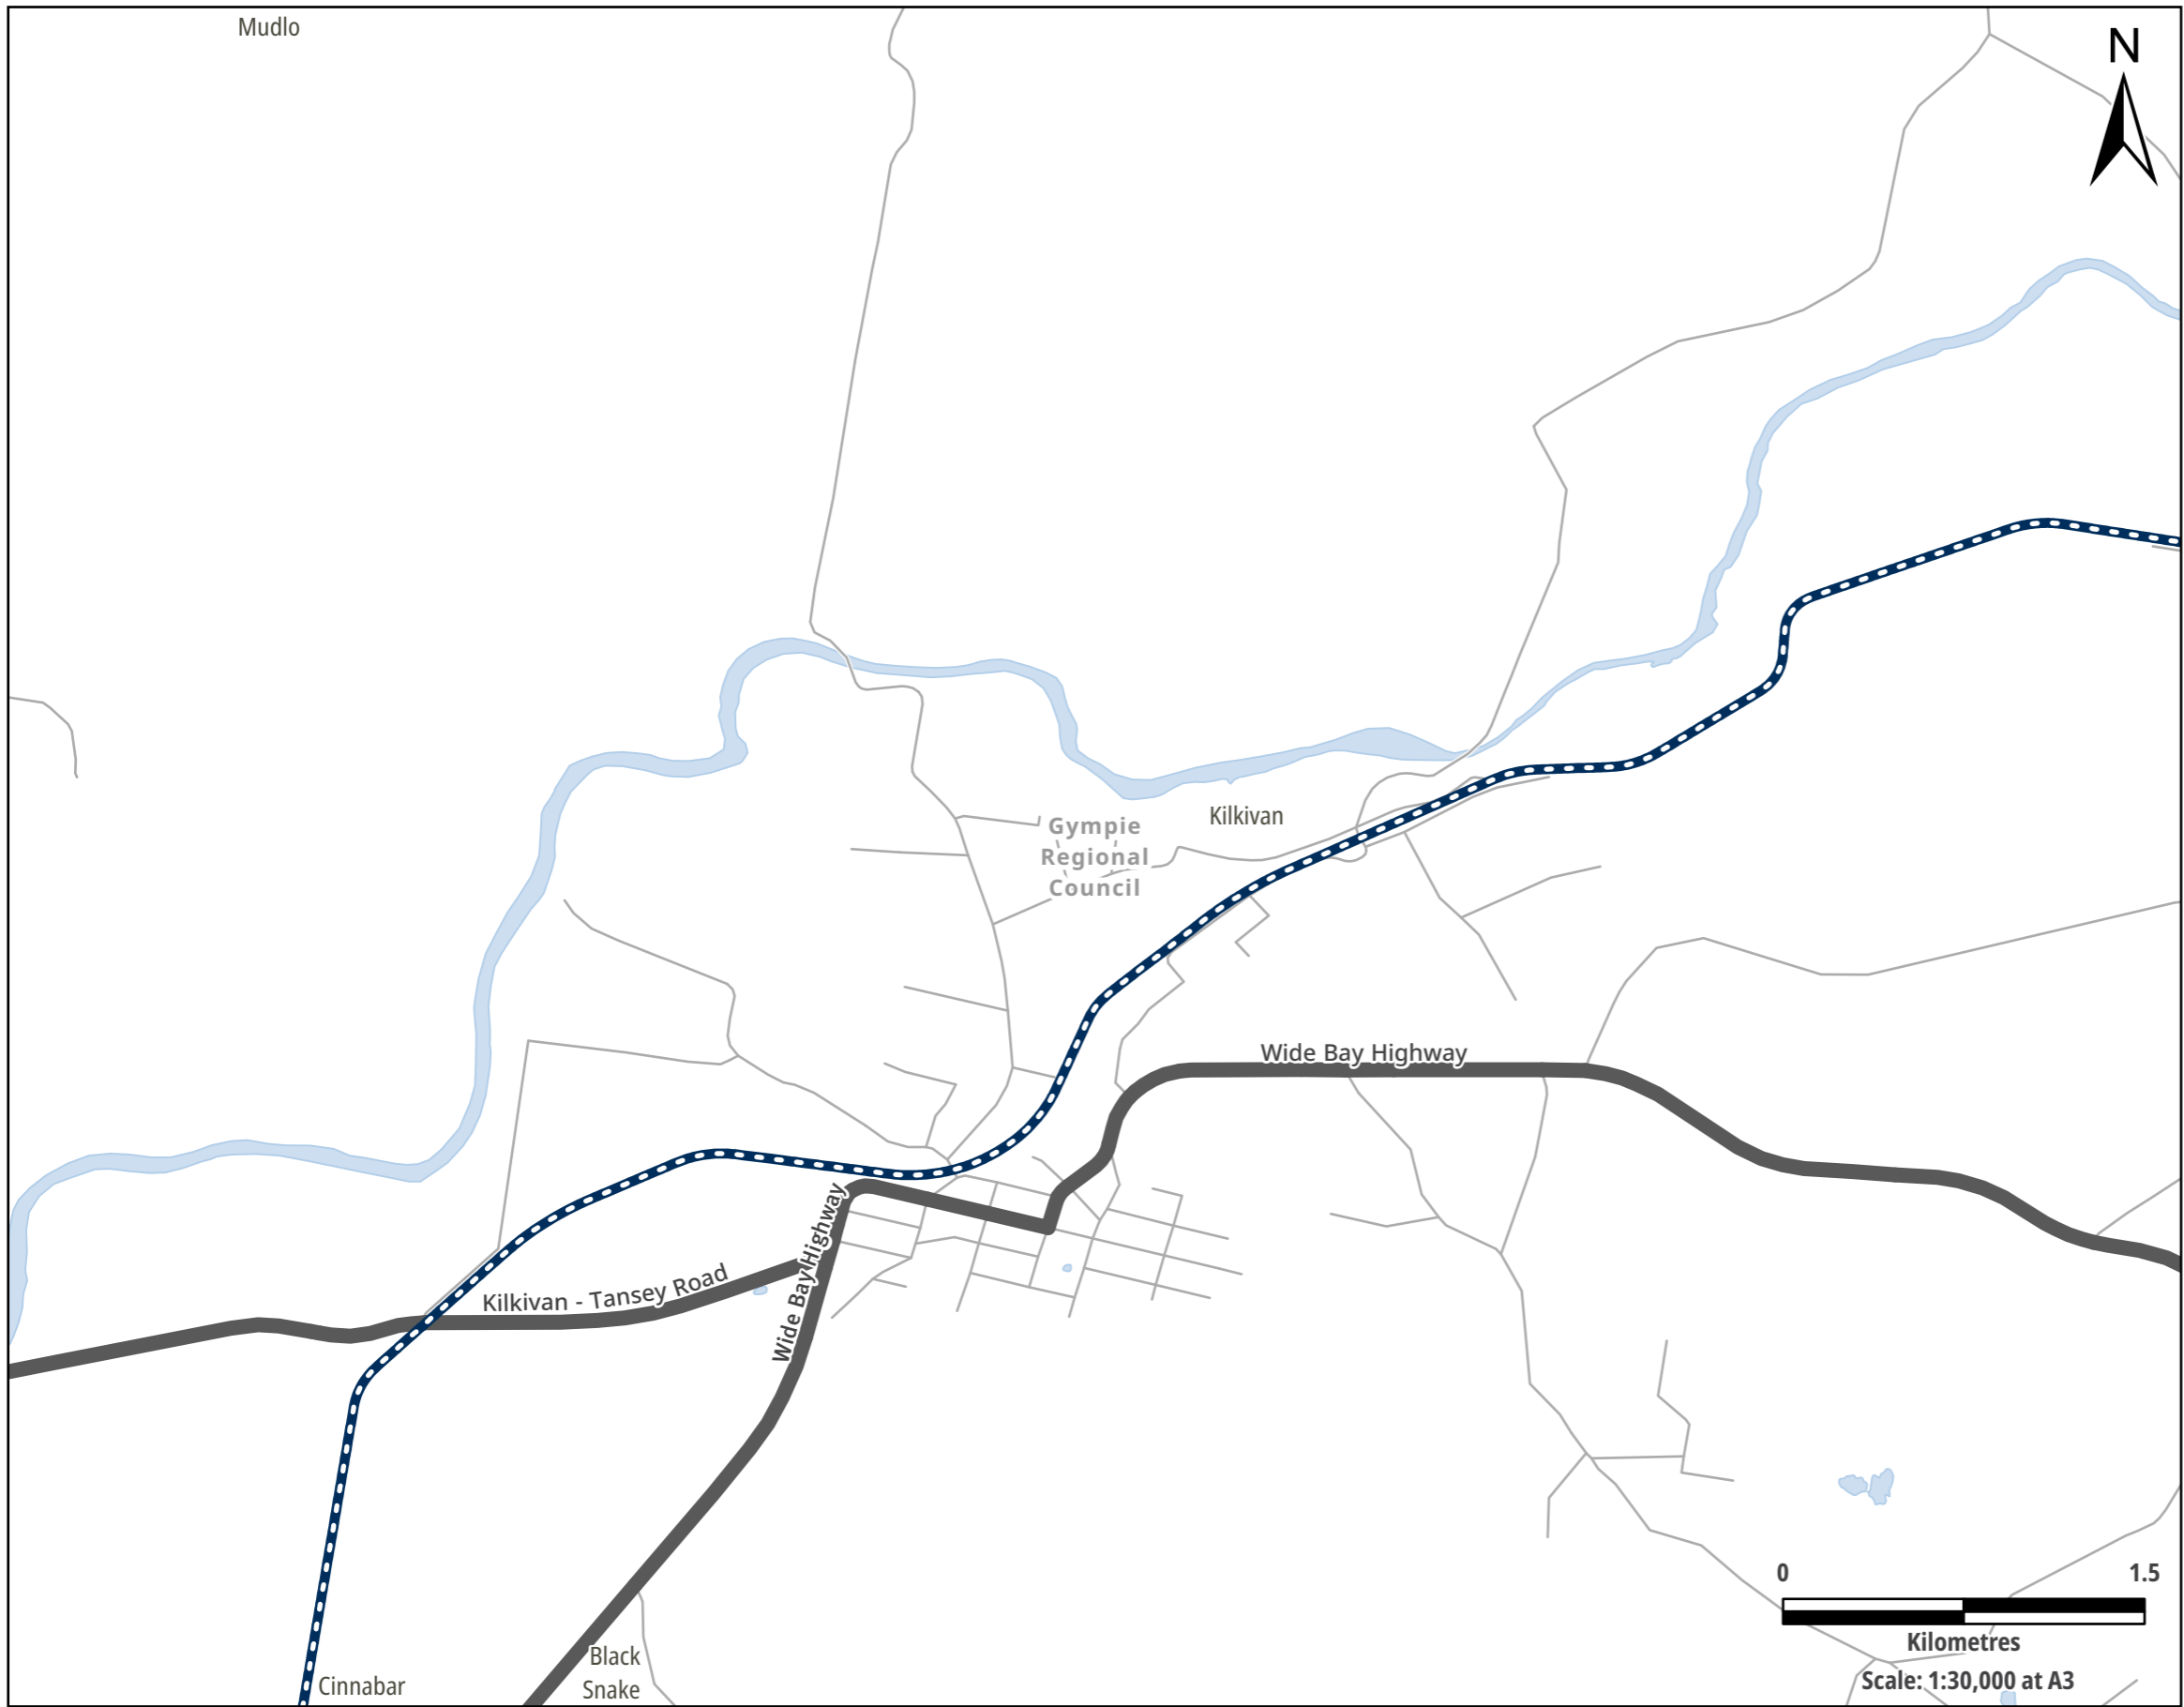 Mudlo
N
Kilkivan
Gympie
Regional
Council
Wide Bay Highway
Wide Bay Highway
Kilkivan - Tansey Road
0 1.5
Kilometres
Scale: 1:30,000 at A3
Black
Snake
Cinnabar